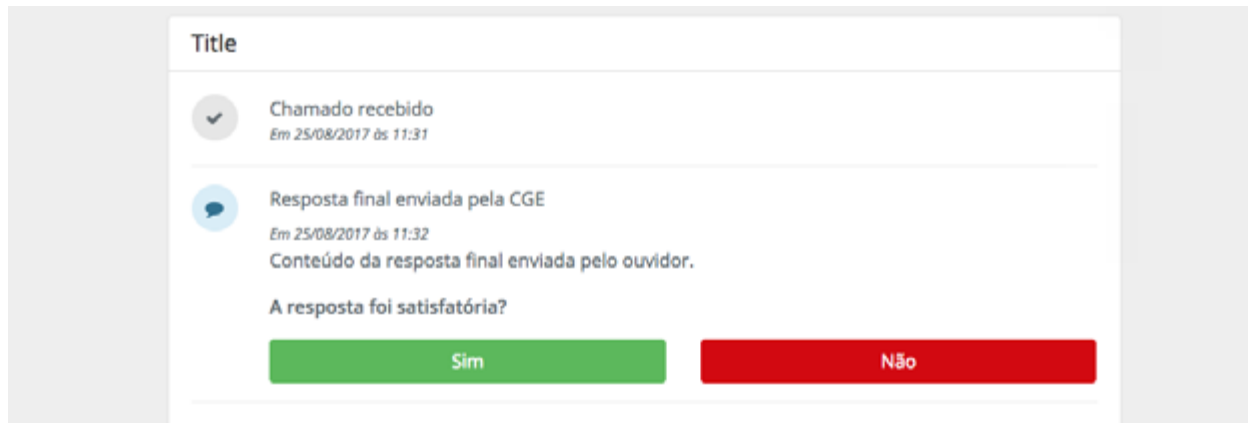 Title
Chamado recebido
Em 25/08/2017 às 11:31
Resposta final enviada pela CGE
Em 25/08/2017 às 11:32
Conteúdo da resposta final enviada pelo ouvidor.
A resposta foi satisfatória?
Sim
Não